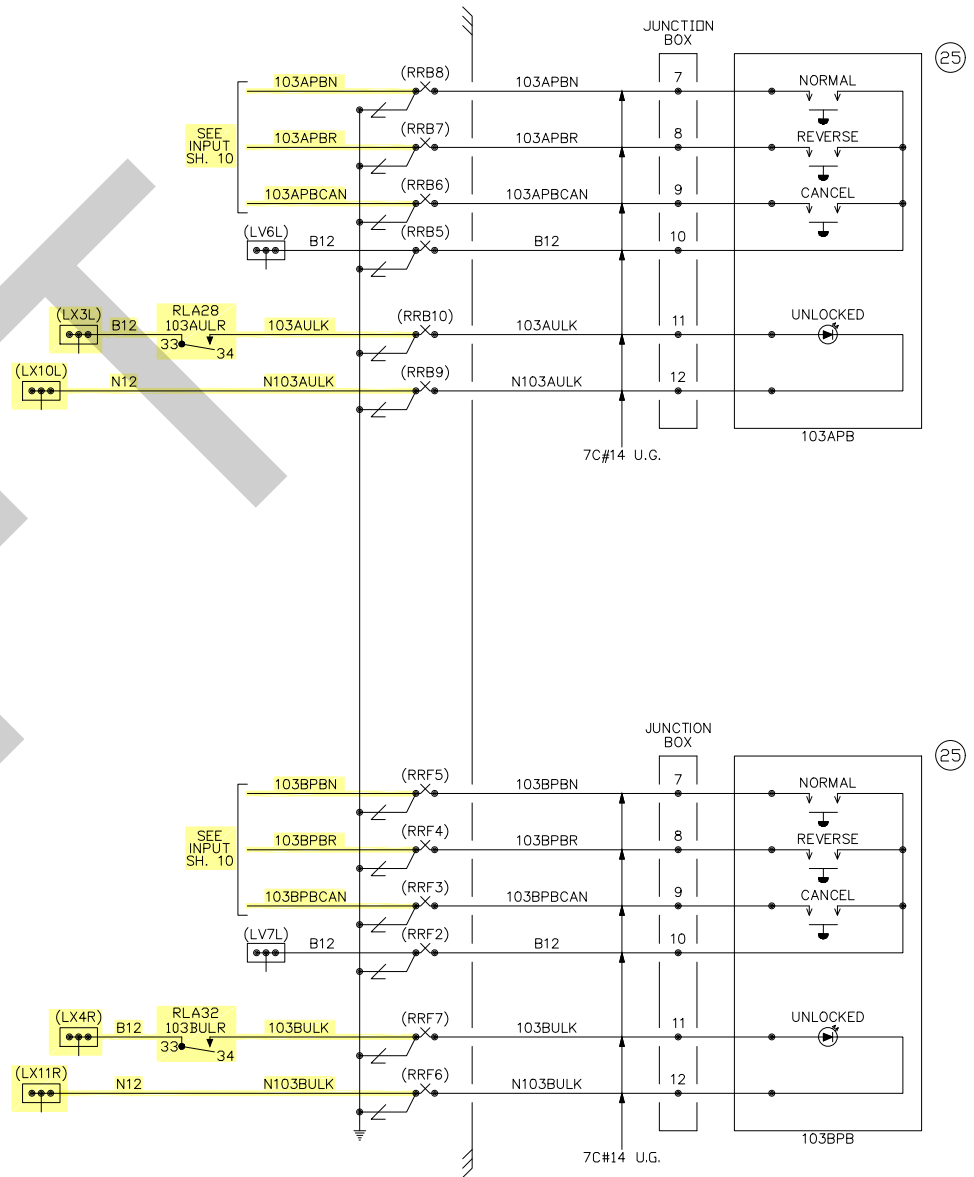 JUNCTION
BOX
25
(RRB8)
103APBN
103APBN
7
NORMAL
(RRB7)
SEE
INPUT
SH. 10
103APBR
103APBR
8
REVERSE
(RRB6)
103APBCAN
103APBCAN
9
CANCEL
(LV6L)
B12
(RRB5)
B12
10
(LX3L)
B12
RLA28
103AULR
33
34
103AULK
(RRB10)
103AULK
11
UNLOCKED
(LX10L)
N12
N103AULK
(RRB9)
N103AULK
12
103APB
7C#14 U.G.
JUNCTION
BOX
25
(RRF5)
103BPBN
103BPBN
7
NORMAL
(RRF4)
SEE
INPUT
SH. 10
103BPBR
103BPBR
8
REVERSE
(RRF3)
103BPBCAN
103BPBCAN
9
CANCEL
(LV7L)
B12
(RRF2)
B12
10
(LX4R)
B12
RLA32
103BULR
33
34
103BULK
(RRF7)
103BULK
11
UNLOCKED
(LX11R)
N12
N103BULK
(RRF6)
N103BULK
12
103BPB
7C#14 U.G.